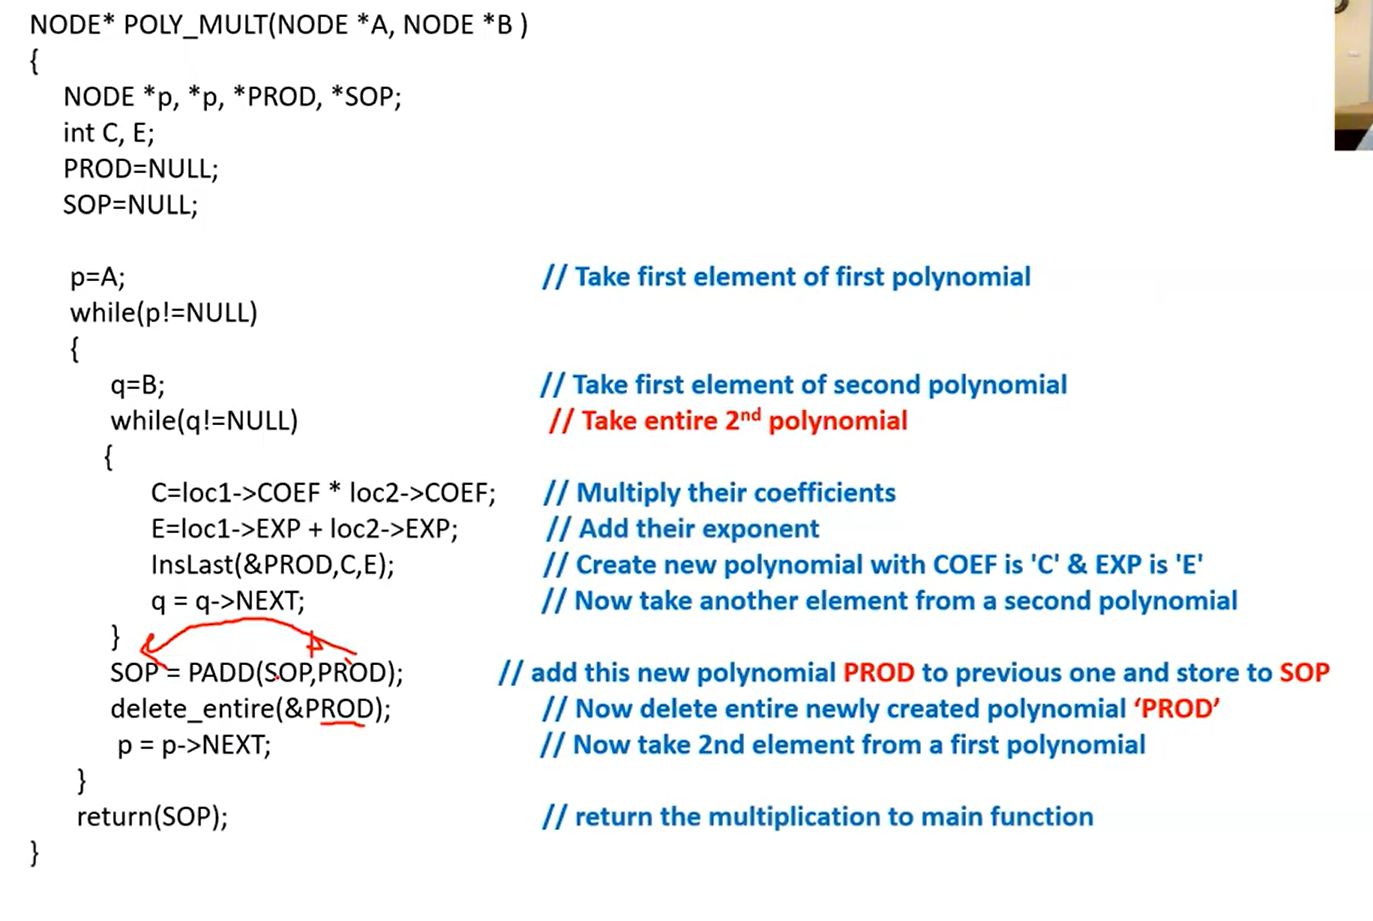 NODE* POLY_MULT(NODE *A, NODE *B )
{
NODE *p, *p, *PROD, *SOP;
int C, E;
PROD=NULL;
SOP=NULL;
p=A; // Take first element of first polynomial
while(p!=NULL)
{
q=B; // Take first element of second polynomial
while(q!=NULL) // Take entire 2nd polynomial
{
C=loc1->COEF * loc2->COEF; // Multiply their coefficients
E=loc1->EXP + loc2->EXP; // Add their exponent
InsLast(&PROD,C,E); // Create new polynomial with COEF is 'C' & EXP is 'E'
q = q->NEXT; // Now take another element from a second polynomial
}
SOP = PADD(SOP,PROD); // add this new polynomial PROD to previous one and store to SOP
delete_entire(&PROD); // Now delete entire newly created polynomial ‘PROD’
p = p->NEXT; // Now take 2nd element from a first polynomial
}
return(SOP); // return the multiplication to main function
}